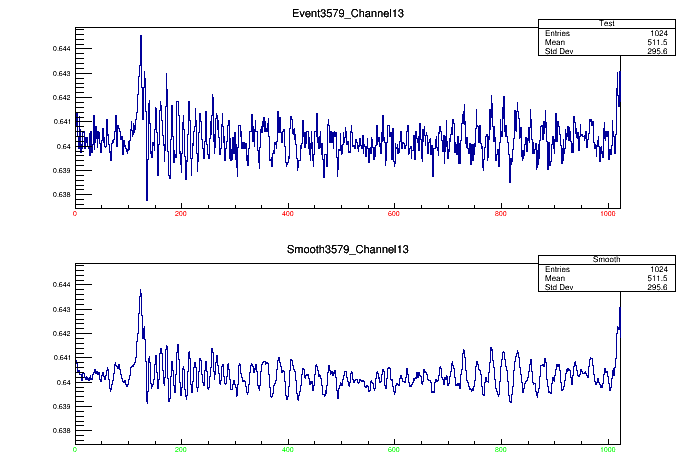 Event3579_Channel13
Test
Entries 1024
Mean 511.5
Std Dev 295.6
0.644
0.643
0.642
0.641
0.64
0.639
0.638
0 200 400 600 800 1000
Smooth3579_Channel13
Smooth
Entries 1024
Mean 511.5
Std Dev 295.6
0.644
0.643
0.642
0.641
0.64
0.639
0.638
0 200 400 600 800 1000